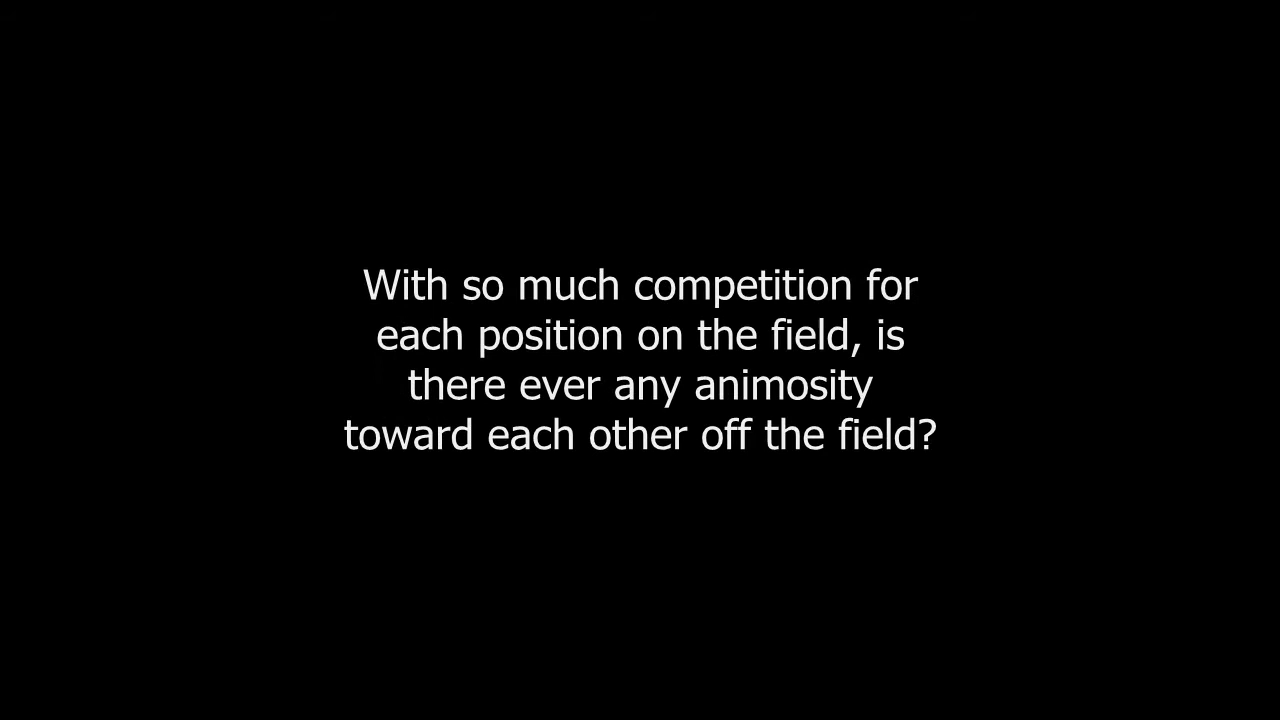 With so much competition for
each position on the field, is
there ever any animosity
toward each other off the field?